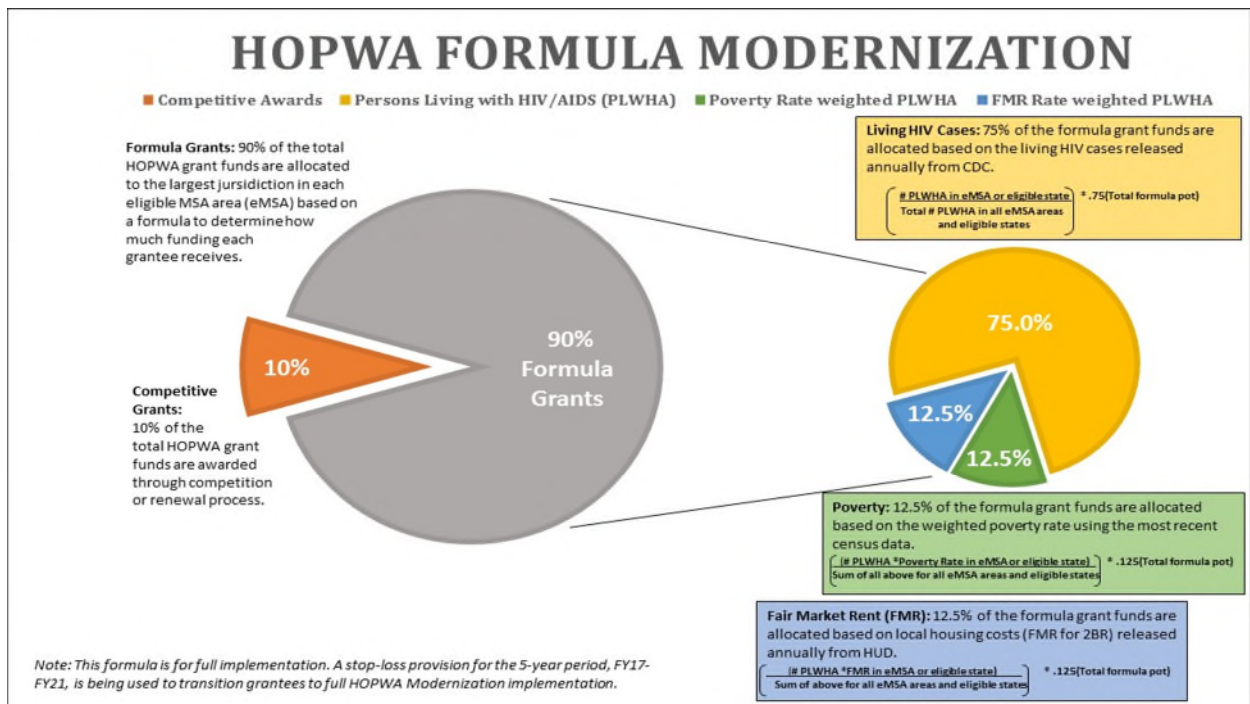 HOPWA FORMULA MODERNIZATION
Competitive Awards
Persons Living with HIV/AIDS (PLWHA)
Poverty Rate weighted PLWHA
FMR Rate weighted PLWHA
Formula Grants: 90% of the total
HOPWA grant funds are allocated
to the largest jursidiction in each
eligible MSA area (eMSA) based on
a formula to determine how
much funding each
grantee receives.
10%
90%
Formula
Grants
Competitive
Grants:
10% of the
total HOPWA grant
funds are awarded
through competition
or renewal process.
Living HIV Cases: 75% of the formula grant funds are
allocated based on the living HIV cases released
annually from CDC.
(# PLWHA in eMSA or eligible state) * .75(Total formula pot)
Total # PLWHA in all eMSA areas
and eligible states
75.0%
12.5%
12.5%
Poverty: 12.5% of the formula grant funds are allocated
based on the weighted poverty rate using the most recent
census data.
(# PLWHA *Poverty Rate in eMSA or eligible state) * .125(Total formula pot)
Sum of all above for all eMSA areas and eligible states
Fair Market Rent (FMR): 12.5% of the formula grant funds are
allocated based on local housing costs (FMR for 2BR) released
annually from HUD.
(# PLWHA *FMR in eMSA or eligible state) * .125(Total formula pot)
Sum of above for all eMSA areas and eligible states
Note: This formula is for full implementation. A stop-loss provision for the 5-year period, FY17-
FY21, is being used to transition grantees to full HOPWA Modernization implementation.